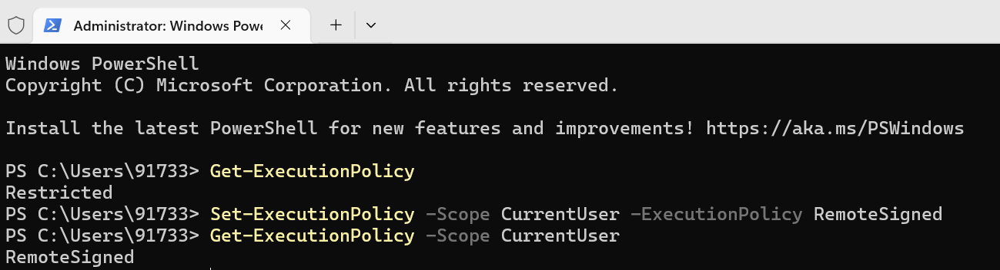 Administrator: Windows Powe
Windows PowerShell
Copyright (C) Microsoft Corporation. All rights reserved.
Install the latest PowerShell for new features and improvements! https://aka.ms/PSWindows
PS C:\Users\91733> Get-ExecutionPolicy
Restricted
PS C:\Users\91733> Set-ExecutionPolicy -Scope CurrentUser -ExecutionPolicy RemoteSigned
PS C:\Users\91733> Get-ExecutionPolicy -Scope CurrentUser
RemoteSigned